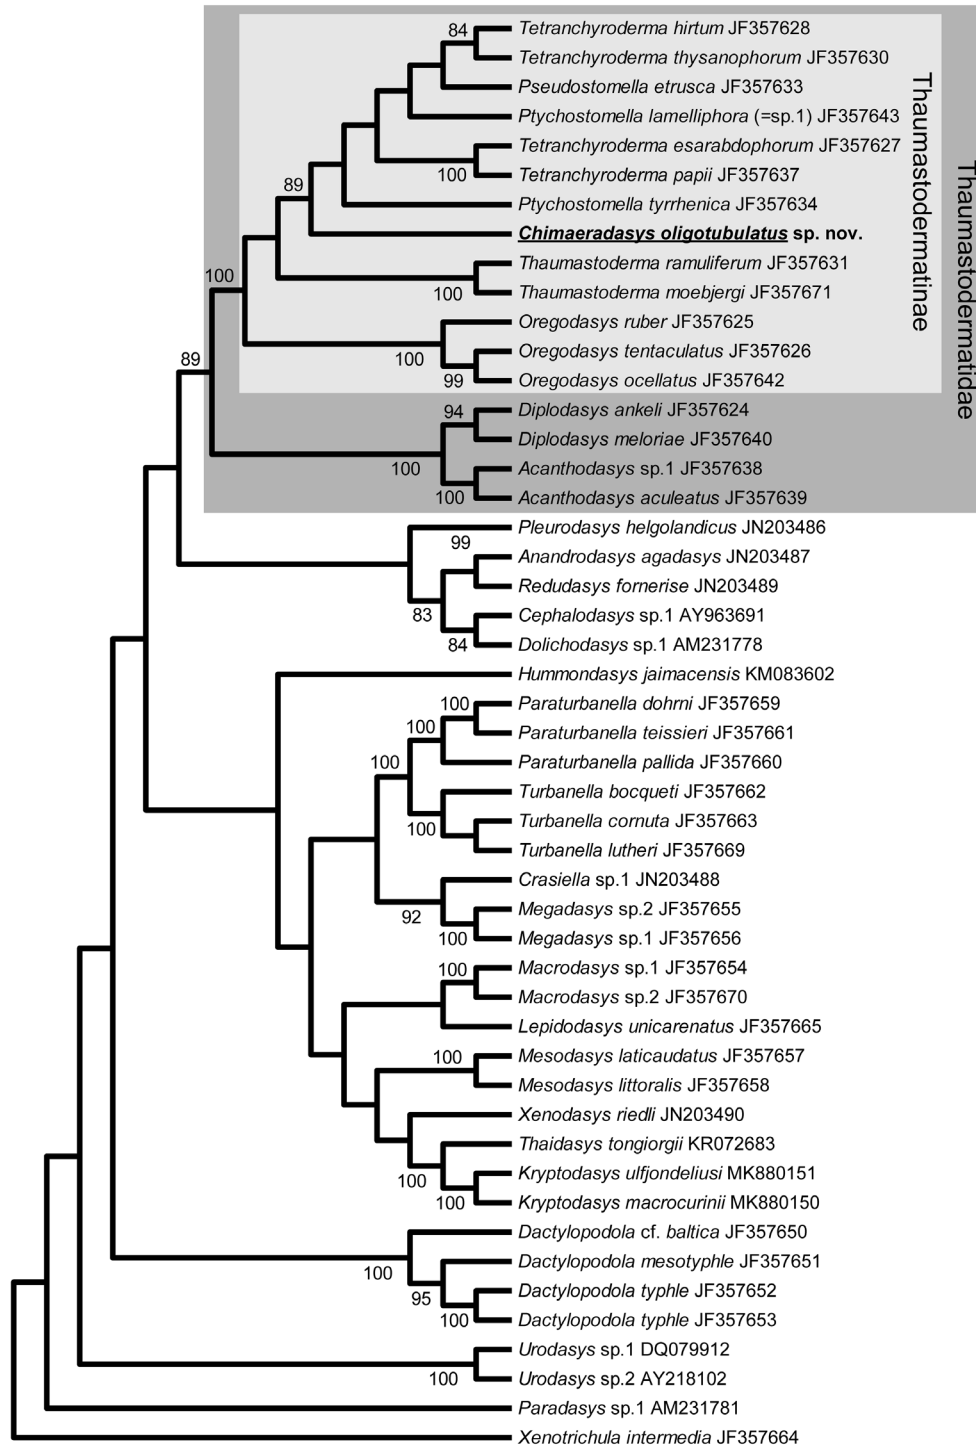 84
Tetranchyroderma hirtum JF357628
Tetranchyroderma thysanophorum JF357630
Pseudostomella etrusca JF357633
Ptychostomella lamelliphora (=sp.1) JF357643
Tetranchyroderma esarabdophorum JF357627
100
Tetranchyroderma papii JF357637
89
Ptychostomella tyrrhenica JF357634
Chimaeradasys oligotubulatus sp. nov.
Thaumastoderma ramuliferum JF357631
100
Thaumastoderma moebjergi JF357671
100
Oregodasys ruber JF357625
100
Oregodasys tentaculatus JF357626
99
Oregodasys ocellatus JF357642
Thaumastodermatinae
Thaumastodermatidae
89
94
Diplodasys ankeli JF357624
Diplodasys meloriae JF357640
100
Acanthodasys sp.1 JF357638
100
Acanthodasys aculeatus JF357639
Pleurodasys helgolandicus JN203486
99
Anandrodasys agadasys JN203487
Redudasys fornerise JN203489
83
Cephalodasys sp.1 AY963691
84
Dolichodasys sp.1 AM231778
Hummondasys jaimacensis KM083602
100
Paraturbanella dohrni JF357659
100
Paraturbanella teissieri JF357661
100
Paraturbanella pallida JF357660
Turbanella bocqueti JF357662
100
Turbanella cornuta JF357663
Turbanella lutheri JF357669
Crasiella sp.1 JN203488
92
Megadasys sp.2 JF357655
100
Megadasys sp.1 JF357656
100
Macrodasys sp.1 JF357654
Macrodasys sp.2 JF357670
Lepidodasys unicarenatus JF357665
100
Mesodasys laticaudatus JF357657
Mesodasys littoralis JF357658
Xenodasys riedli JN203490
Thaidasys tongiorgii KR072683
100
Kryptodasys ulfjondeliusi MK880151
100
Kryptodasys macrocurinii MK880150
Dactylopodola cf. baltica JF357650
100
Dactylopodola mesotyphle JF357651
95
Dactylopodola typhle JF357652
100
Dactylopodola typhle JF357653
Urodasys sp.1 DQ079912
100
Urodasys sp.2 AY218102
Paradasys sp.1 AM231781
Xenotrichula intermedia JF357664